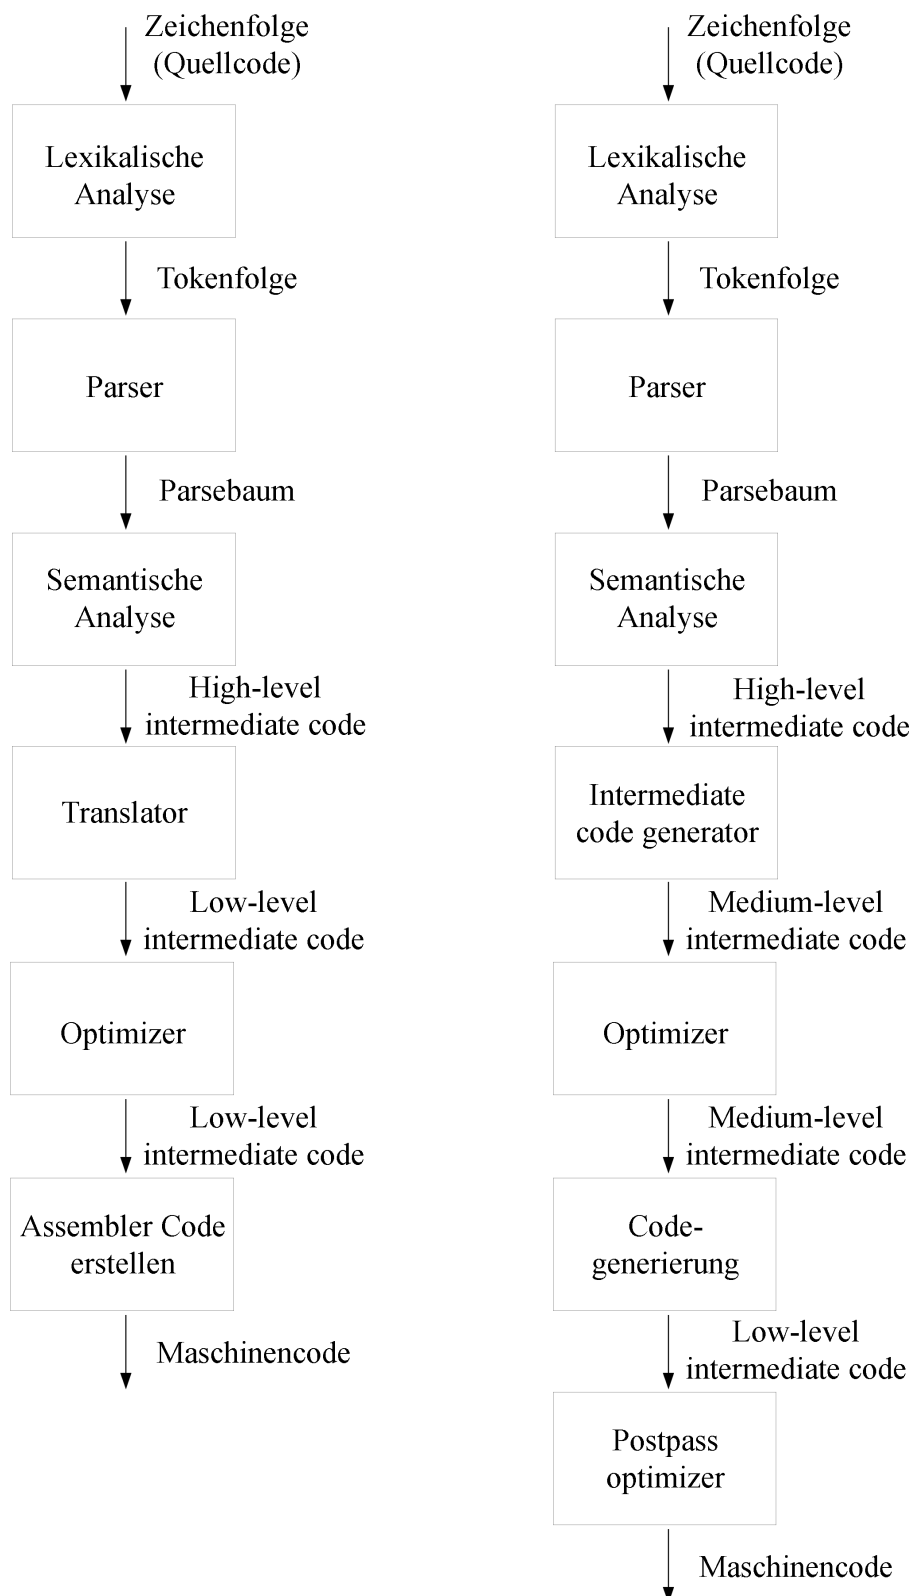 Zeichenfolge
(Quellcode)
Lexikalische
Analyse
Tokenfolge
Parser
Parsebaum
Semantische
Analyse
High-level
intermediate code
Translator
Low-level
intermediate code
Optimizer
Low-level
intermediate code
Assembler Code
erstellen
Maschinencode
Zeichenfolge
(Quellcode)
Lexikalische
Analyse
Tokenfolge
Parser
Parsebaum
Semantische
Analyse
High-level
intermediate code
Intermediate
code generator
Medium-level
intermediate code
Optimizer
Medium-level
intermediate code
Code-
generierung
Low-level
intermediate code
Postpass
optimizer
Maschinencode